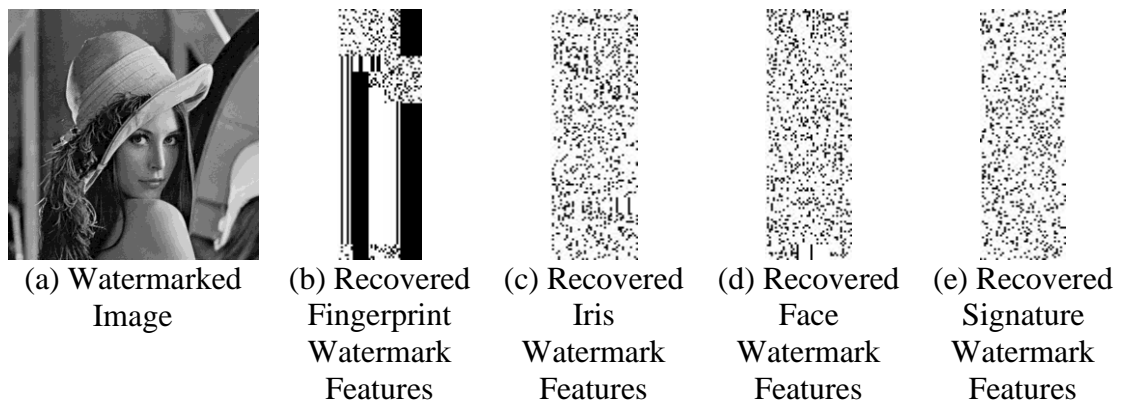 (a) Watermarked
Image
(b) Recovered
Fingerprint
Watermark
Features
(c) Recovered
Iris
Watermark
Features
(d) Recovered
Face
Watermark
Features
(e) Recovered
Signature
Watermark
Features